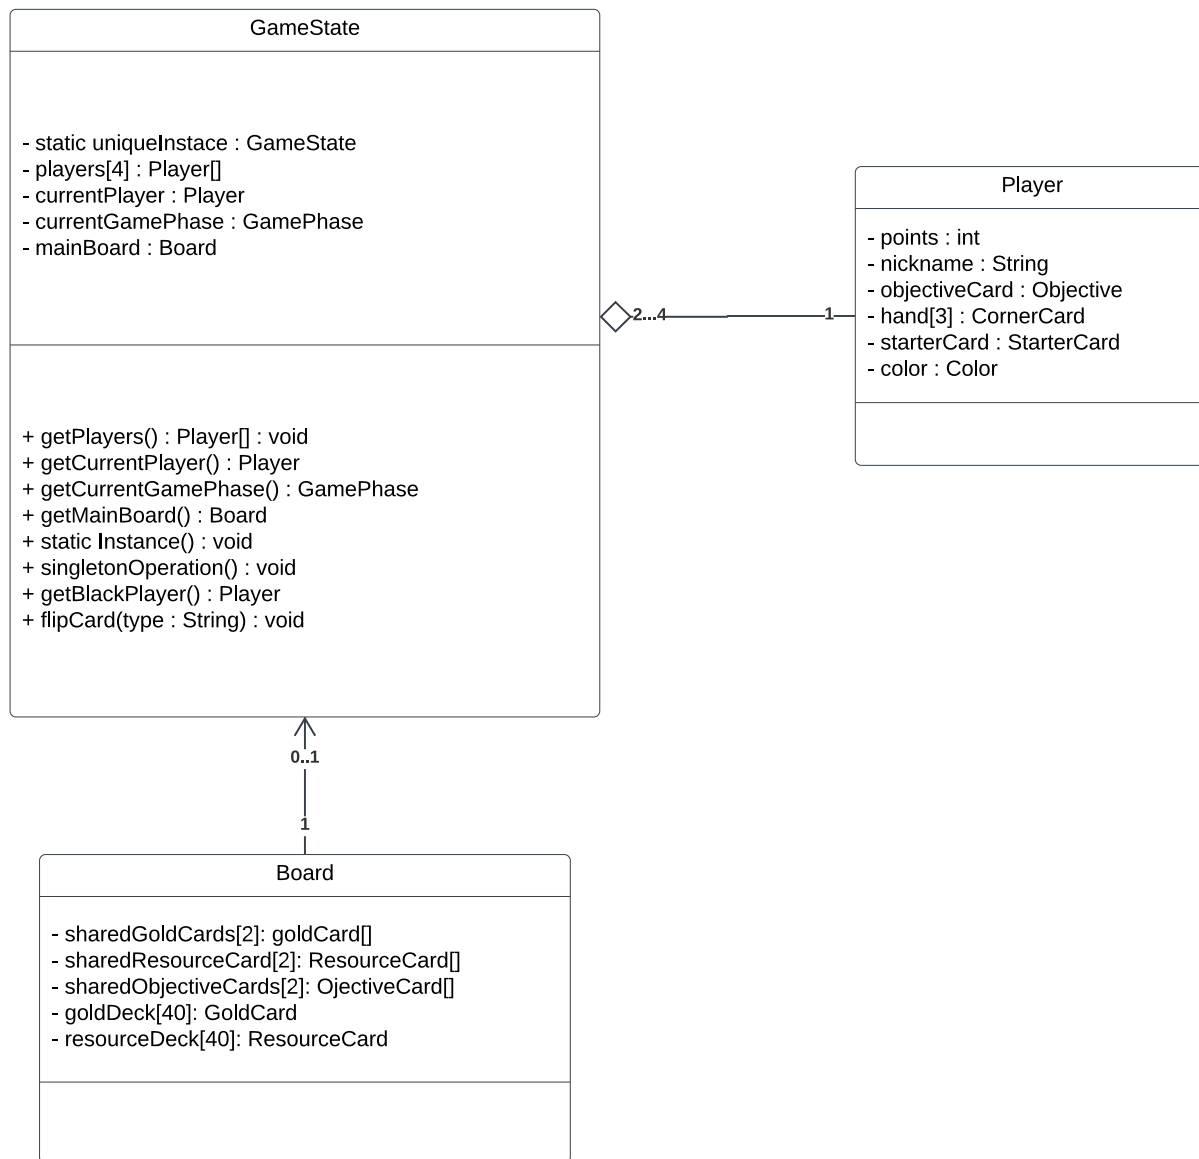 GameState
- static uniqueInstace : GameState
- players[4] : Player[]
- currentPlayer : Player
- currentGamePhase : GamePhase
- mainBoard : Board
+ getPlayers() : Player[] : void
+ getCurrentPlayer() : Player
+ getCurrentGamePhase() : GamePhase
+ getMainBoard() : Board
+ static Instance() : void
+ singletonOperation() : void
+ getBlackPlayer() : Player
+ flipCard(type : String) : void
2...4
1
Player
- points : int
- nickname : String
- objectiveCard : Objective
- hand[3] : CornerCard
- starterCard : StarterCard
- color : Color
0..1
1
Board
- sharedGoldCards[2]: goldCard[]
- sharedResourceCard[2]: ResourceCard[]
- sharedObjectiveCards[2]: OjectiveCard[]
- goldDeck[40]: GoldCard
- resourceDeck[40]: ResourceCard